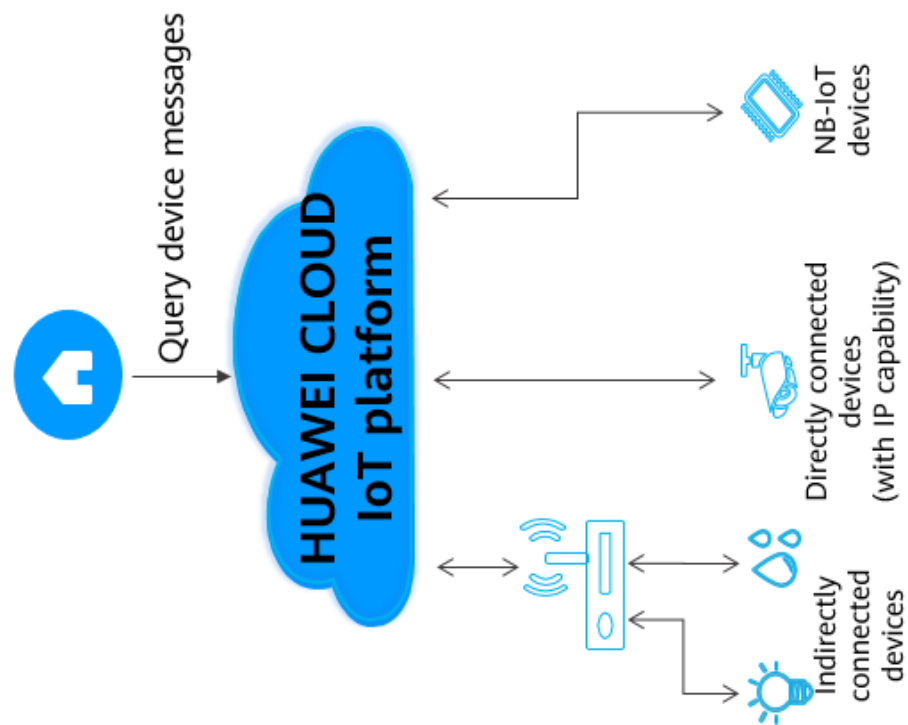 Query device messages
HUAWEI CLOUD
IoT platform
Indirectly
connected
devices
Directly connected
devices
(with IP capability)
NB-IoT
devices